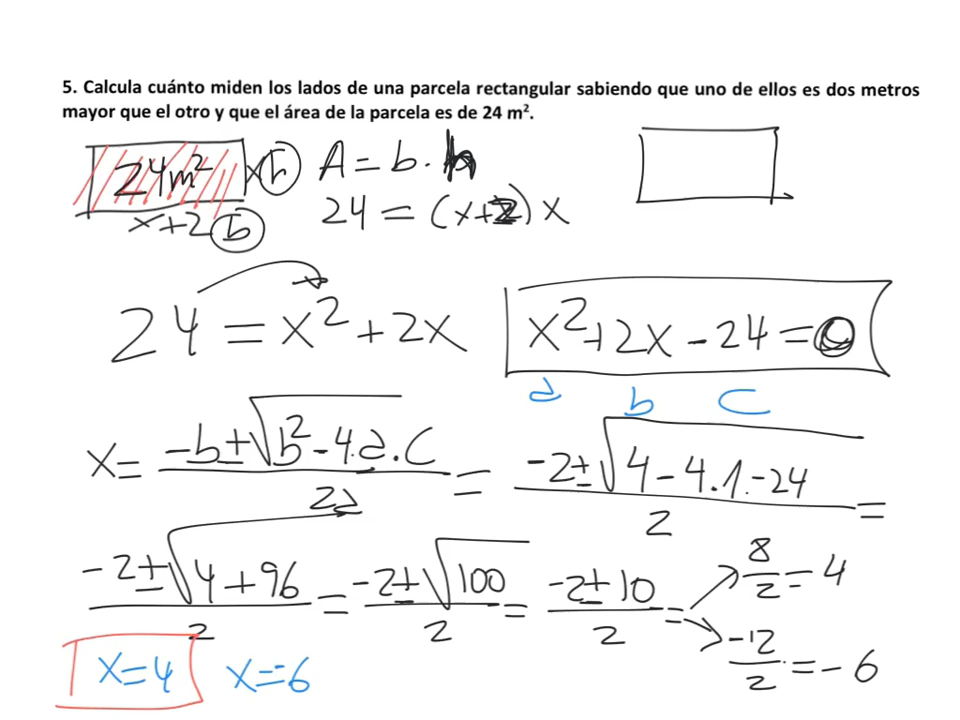 5. Calcula cuánto miden los lados de una parcela rectangular sabiendo que uno de ellos es dos metros
mayor que el otro y que el área de la parcela es de 24 m².
24m² x h A = b · h
x+2 b 24 = (x+2) x
24 = x² + 2x x² + 2x - 24 = 0
a b c
x = (-b ± √(b² - 4.a.c))/2a = (-2 ± √(4 - 4.1.-24))/2 =
(-2 ± √(4 + 96))/2 = (-2 ± √100)/2 = (-2 ± 10)/2 = 8/2 = 4
-12/2 = -6
x=4 x=-6